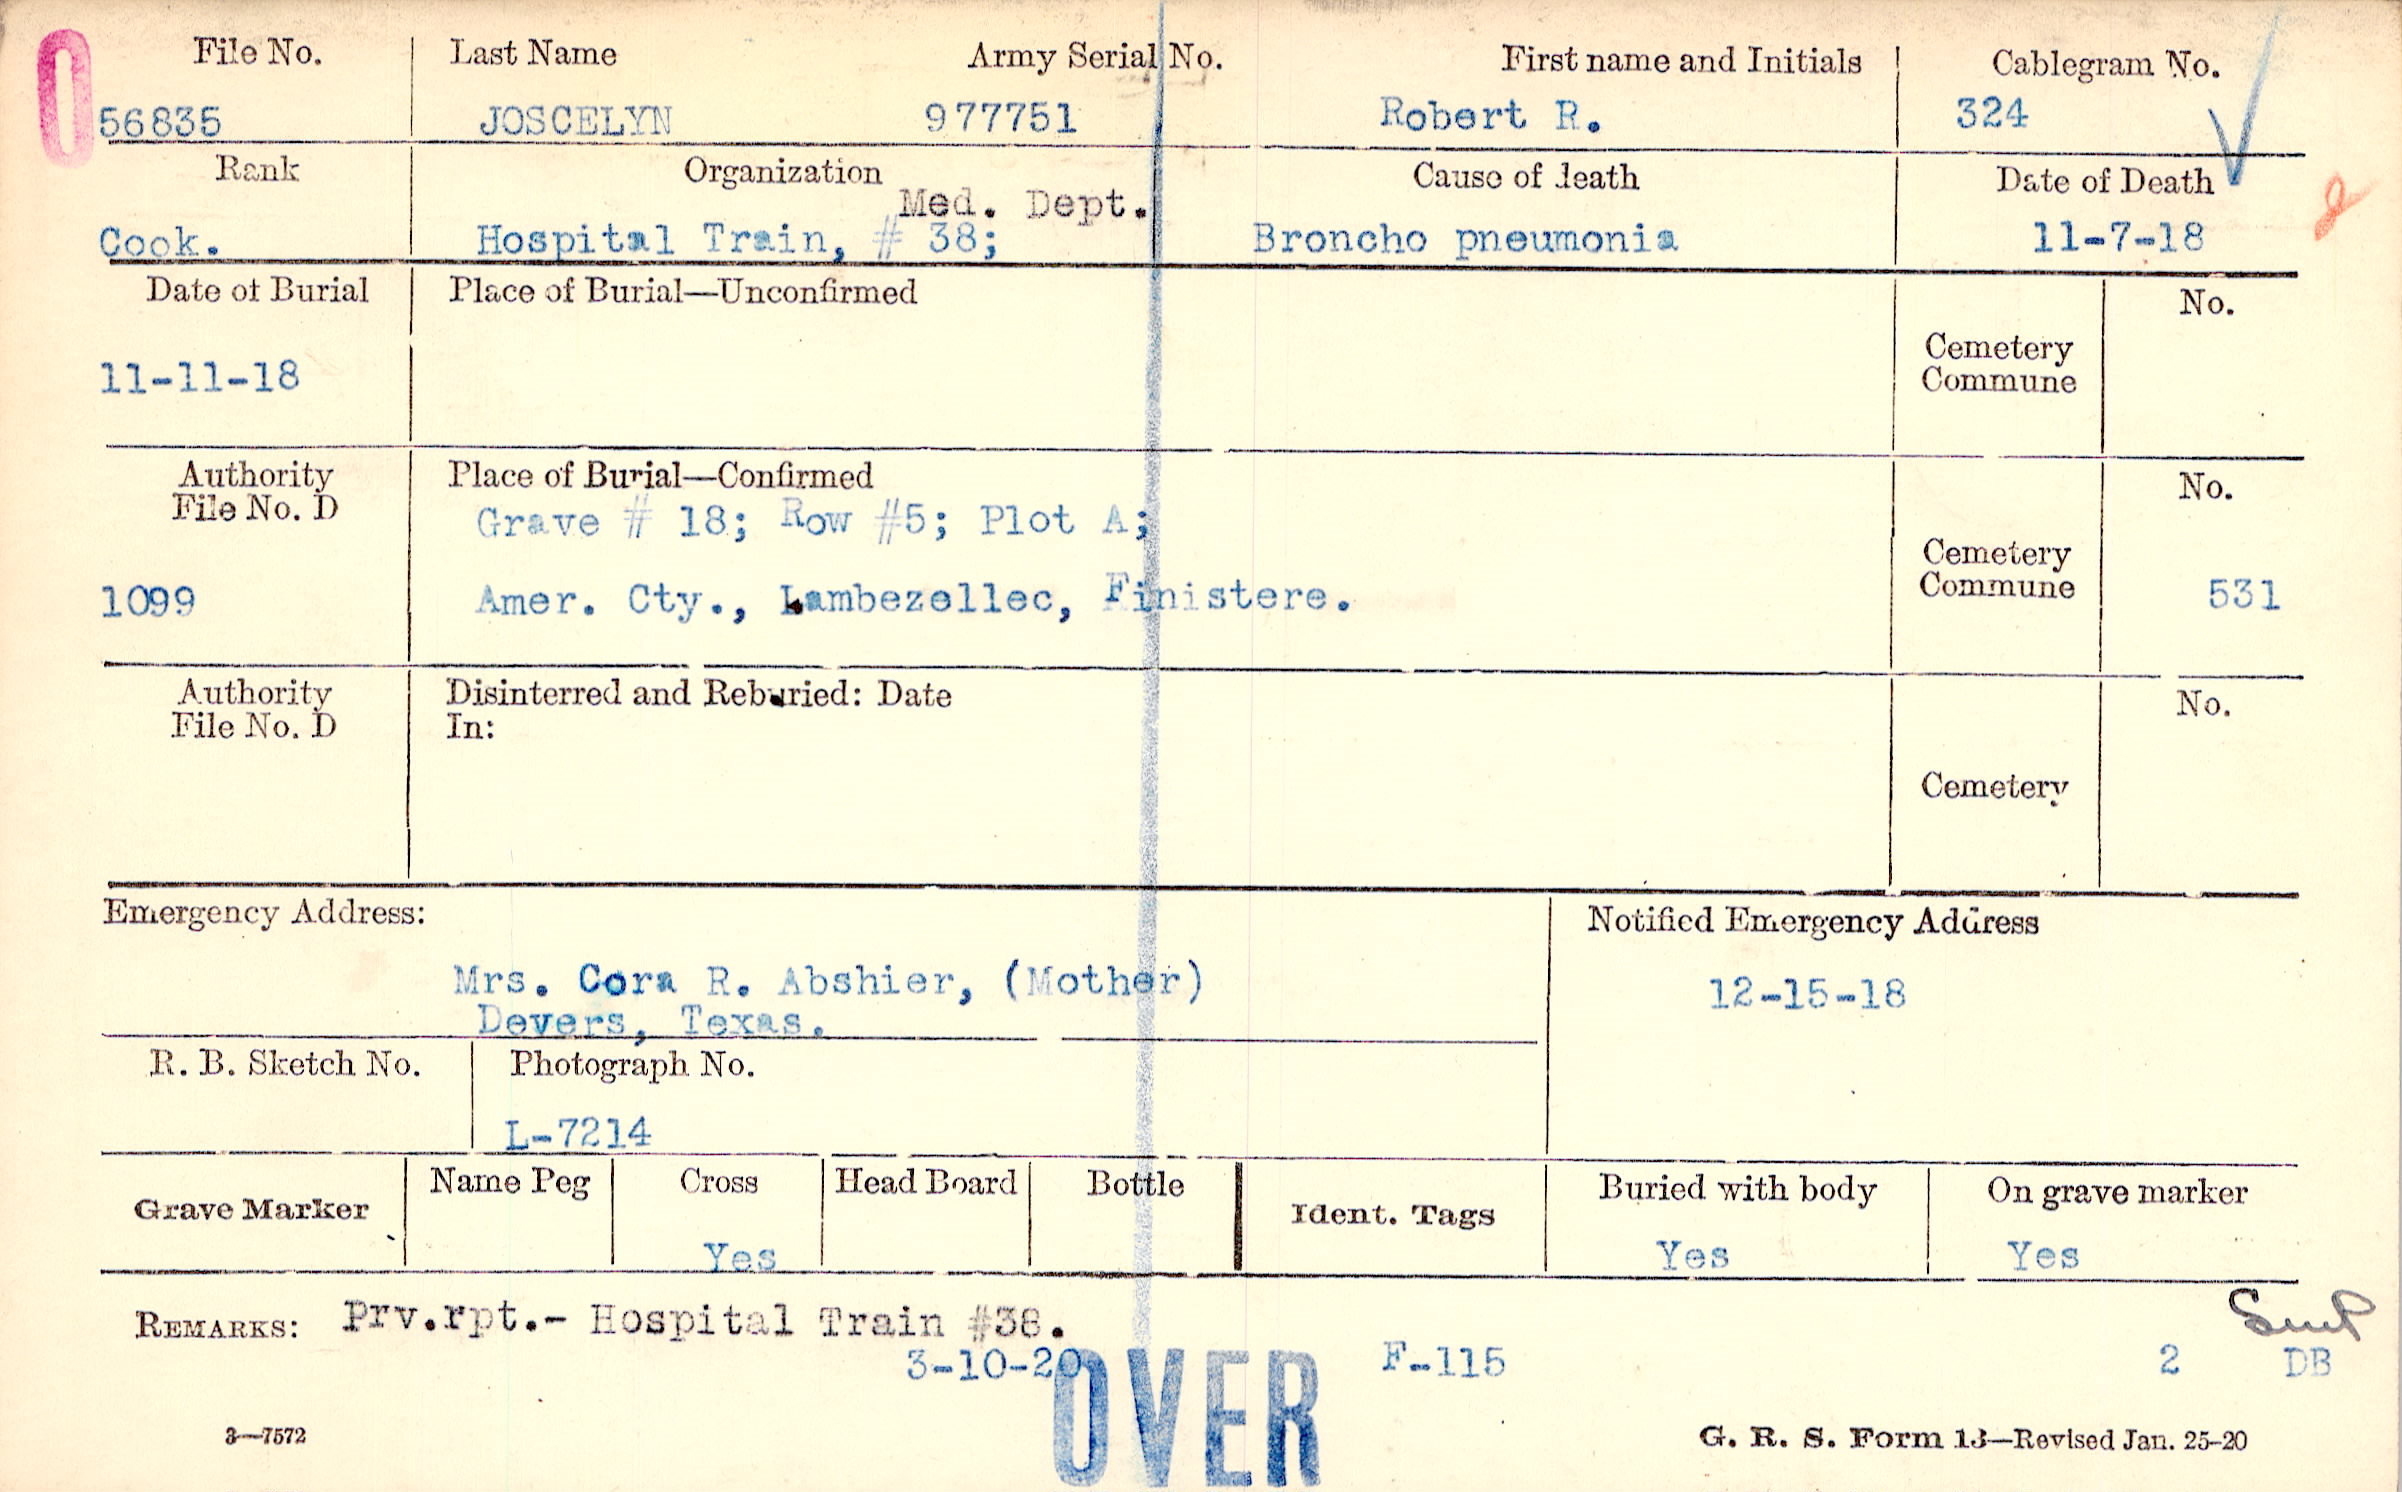 0
File No. Last Name Army Serial No. First name and Initials Cablegram No.
56835 JOSCELYN 977751 Robert R. 324
Rank Organization Cause of death Date of Death
Med. Dept.
Cook. Hospital Train, # 38; Broncho pneumonia 11-7-18
Date of Burial Place of Burial—Unconfirmed No.
Cemetery
Commune
11-11-18
Authority Place of Burial—Confirmed No.
File No. D
Grave # 18; Row #5; Plot A;
Cemetery
Commune
1099 Amer. Cty., Lambezellec, Finistere. 531
Authority Disinterred and Reburied: Date No.
File No. D In:
Cemetery
Emergency Address: Notified Emergency Address
Mrs. Cora R. Abshier, (Mother) 12-15-18
Devers, Texas.
R. B. Sketch No. Photograph No.
L-7214
Grave Marker Name Peg Cross Head Board Bottle Ident. Tags Buried with body On grave marker
Yes Yes Yes
REMARKS: Prv.rpt.- Hospital Train #38.
3-10-20 F-115 2 DB
OVER
3—7572 G. R. S. Form 13—Revised Jan. 25-20